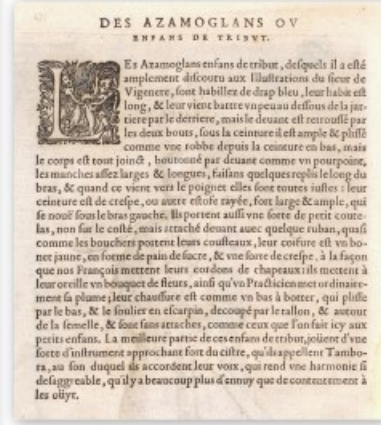 DES AZAMOGLANS OV
ENFANS DE TRIBVT.
LEs Azamoglans enfans de tribut, desquels il a esté
amplement discouru aux Illustrations du sieur de
Vigenere, sont habillez de drap bleu, leur habit est
long, & leur vient battre vn peu au dessous de la jar-
tiere par le derriere, mais le deuant est retroussé par
les deux bouts, sous la ceinture il est ample & plissé
comme vne robbe depuis la ceinture en bas, mais
le corps est tout joinct, boutonné par deuant comme vn pourpoint,
les manches assez larges & longues, faisans quelques replis le long du
bras, & quand ce vient vers le poignet elles sont toutes iustes : leur
ceinture est de crespe, ou autre estofe rayée, fort large & ample, qui
se nouë sous le bras gauche. Ils portent aussi vne sorte de petit coute-
las, non sur le costé, mais attaché deuant auec quelque ruban, quasi
comme les bouchers portent leurs cousteaux, leur coifure est vn bo-
net jaune, en forme de pain de sucre, & vne sorte de crespe, à la façon
que nos François mettent leurs cordons de chapeaux: ils mettent à
leur oreille vn bouquet de fleurs, ainsi qu'vn Practicien met ordinaire-
ment sa plume; leur chaussure est comme vn bas à botter, qui plisse
par le bas, & le soulier en escarpin, decoupé par le tallon, & autour
de la semelle, & sont sans attaches, comme ceux que l'on fait icy aux
petits enfans. La meilleure partie de ces enfans de tribut, joüent d'vne
sorte d'instrument approchant fort du cistre, qu'ils appellent Tambo-
ra, au son duquel ils accordent leur voix, qui rend vne harmonie si
desaggreable, qu'il y a beaucoup plus d'ennuy que de contentement à
les oüyr.